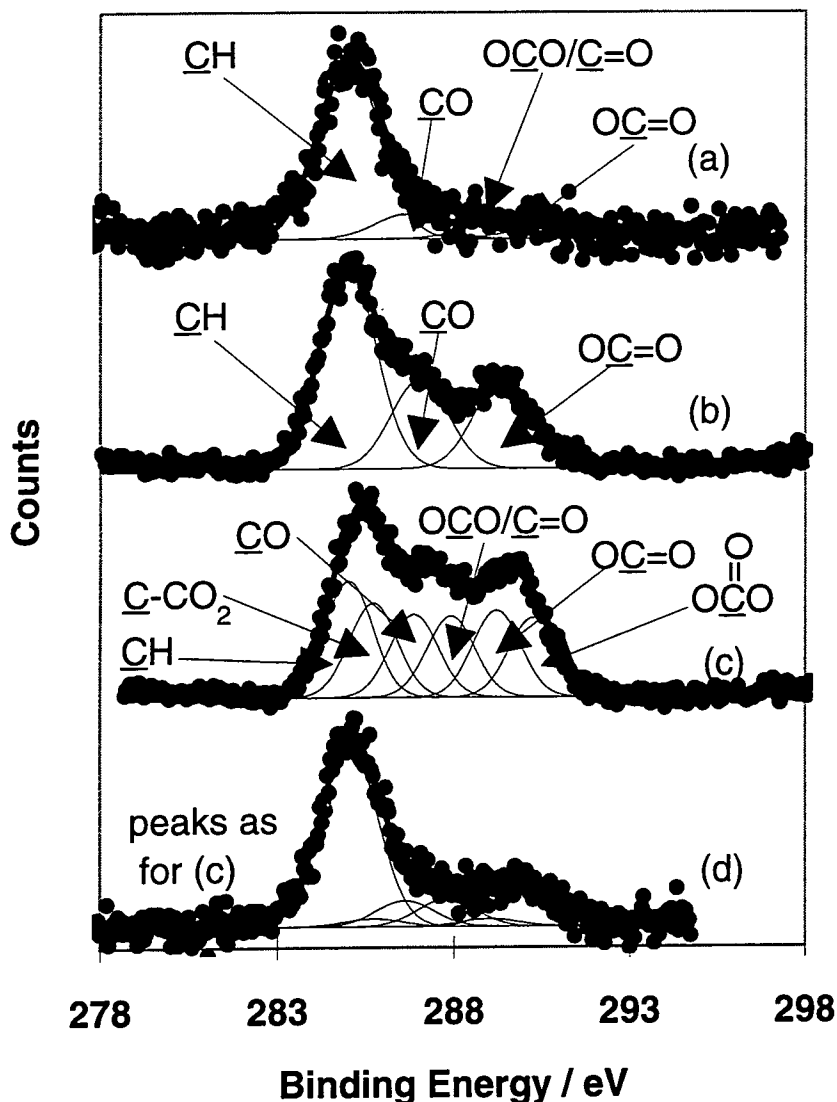 CH
OCO/C=O
CO
OC=O
(a)
CH
CO
OC=O
(b)
CO
OCO/C=O
OC=O
O
OCO
C-CO₂
CH
(c)
peaks as
for (c)
(d)
Counts
278 283 288 293 298
Binding Energy / eV